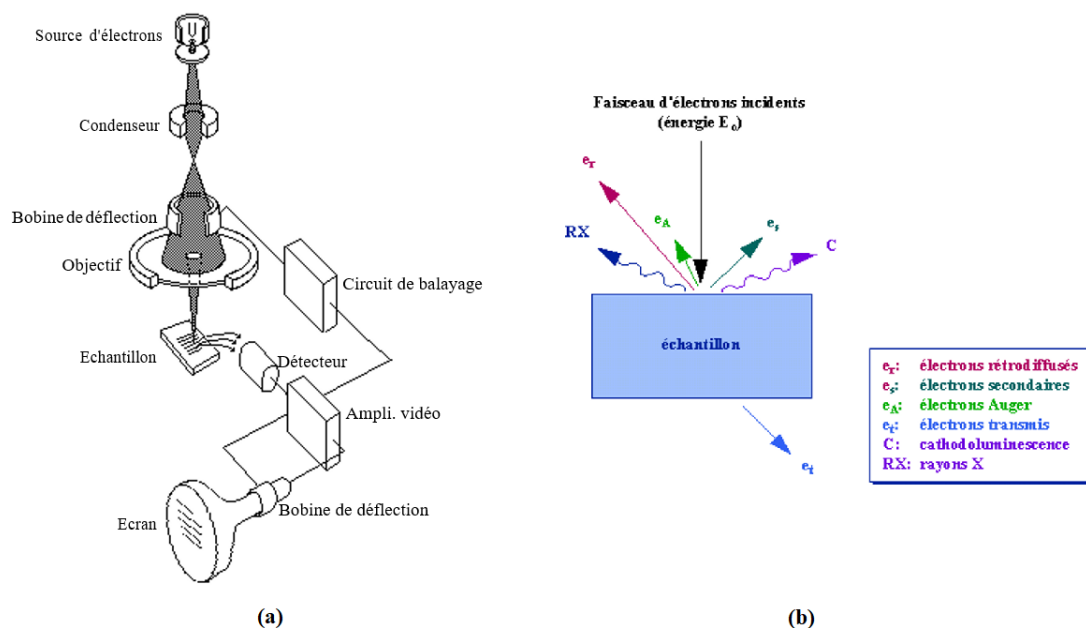 Source d'électrons
Condenseur
Bobine de déflection
Objectif
Circuit de balayage
Echantillon
Détecteur
Ampli. vidéo
Bobine de déflection
Ecran
(a)
Faisceau d'électrons incidents
(énergie E₀)
eᵣ
e_A
eₛ
RX
C
échantillon
eₜ
eᵣ: électrons rétrodiffusés
eₛ: électrons secondaires
e_A: électrons Auger
eₜ: électrons transmis
C: cathodoluminescence
RX: rayons X
(b)